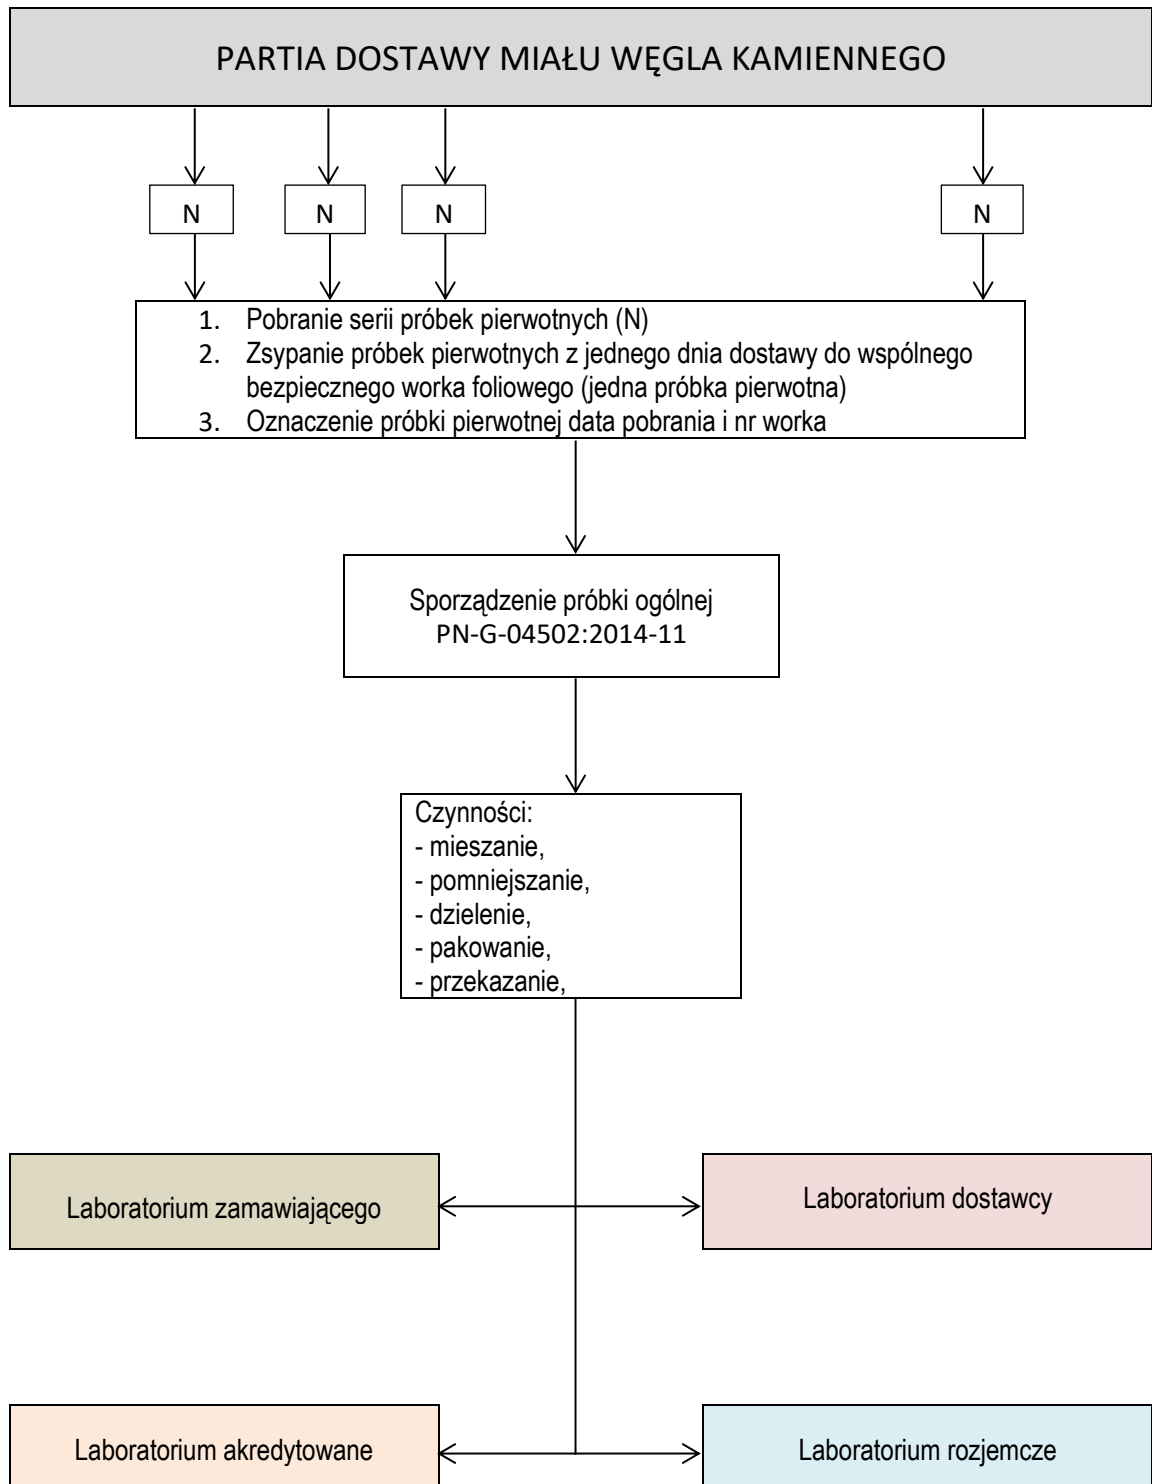 PARTIA DOSTAWY MIAŁU WĘGLA KAMIENNEGO
N N N N
1. Pobranie serii próbek pierwotnych (N)
2. Zsypanie próbek pierwotnych z jednego dnia dostawy do wspólnego
bezpiecznego worka foliowego (jedna próbka pierwotna)
3. Oznaczenie próbki pierwotnej data pobrania i nr worka
Sporządzenie próbki ogólnej
PN-G-04502:2014-11
Czynności:
- mieszanie,
- pomniejszanie,
- dzielenie,
- pakowanie,
- przekazanie,
Laboratorium zamawiającego
Laboratorium dostawcy
Laboratorium akredytowane
Laboratorium rozjemcze